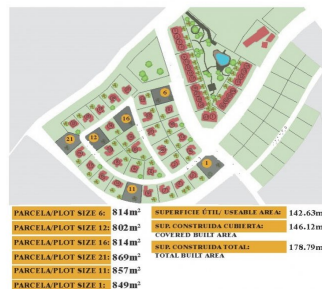 6
16
21
12
1
11
PARCELA/PLOT SIZE 6: 814m²
PARCELA/PLOT SIZE 12: 802m²
PARCELA/PLOT SIZE 16: 814m²
PARCELA/PLOT SIZE 21: 869m²
PARCELA/PLOT SIZE 11: 857m²
PARCELA/PLOT SIZE 1: 849m²
SUPERFICIE ÚTIL/ USEABLE AREA: 142.63m
SUP. CONSTRUIDA CUBIERTA: 146.12m
COVERED BUILT AREA
SUP. CONSTRUIDA TOTAL: 178.79m
TOTAL BUILT AREA